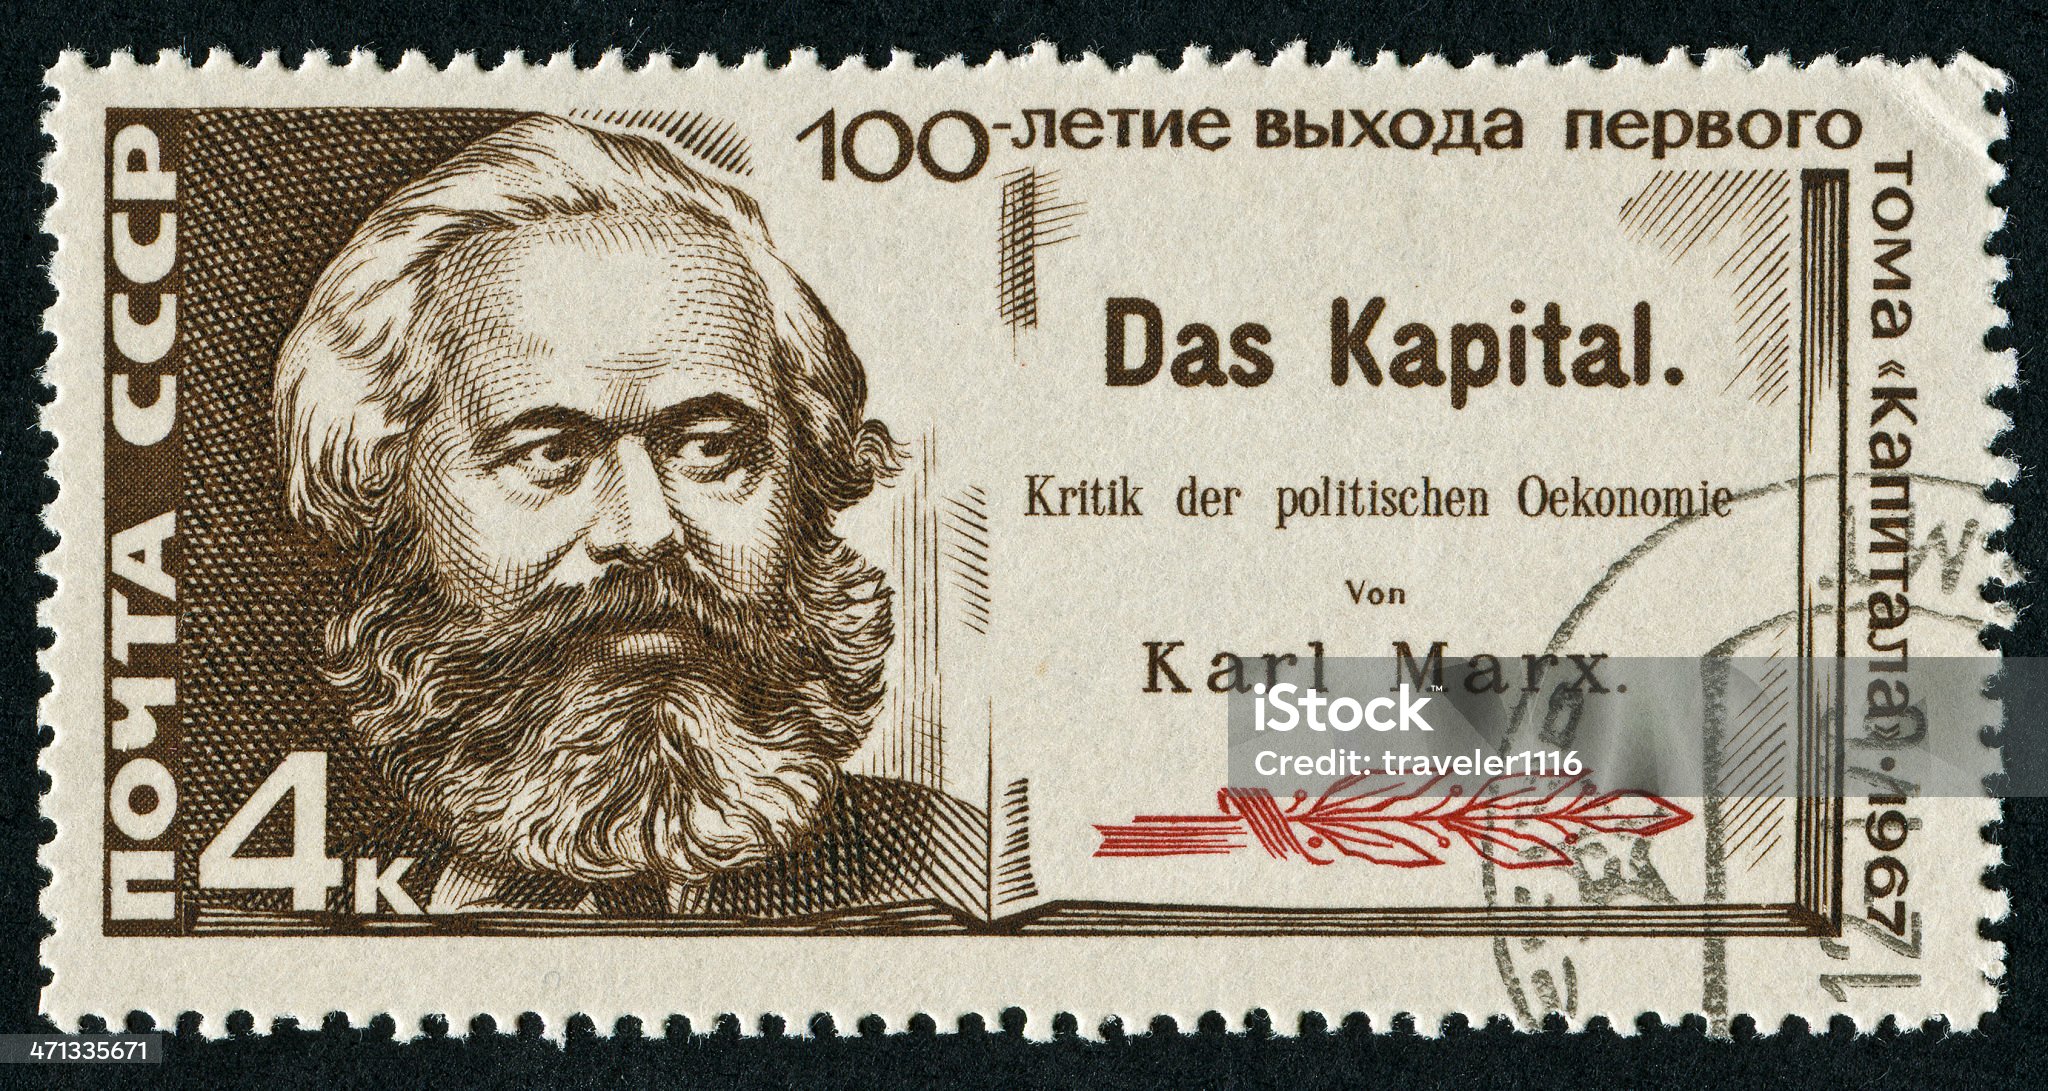 ПОЧТА СССР
4к
100-летие выхода первого
тома «Капитала»·1967
Das Kapital.
Kritik der politischen Oekonomie
Von
Karl Marx.
iStock™
Credit: traveler1116
471335671